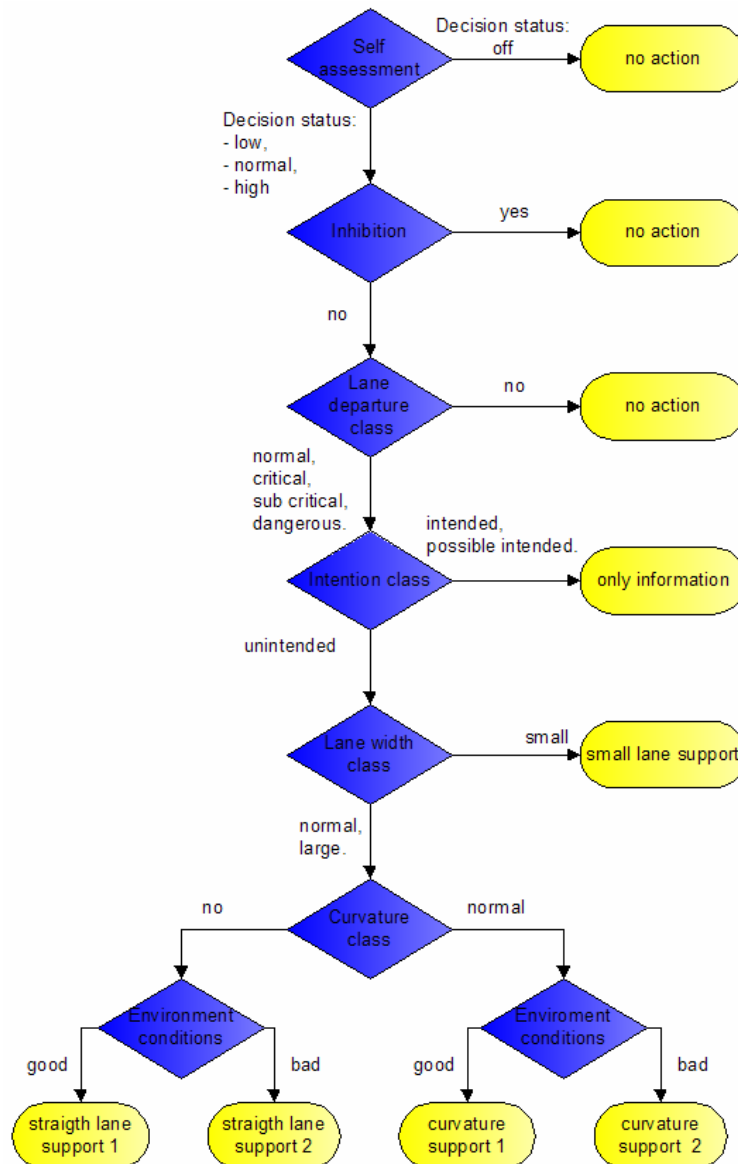 Self
assessment
Decision status:
off
no action
Decision status:
- low,
- normal,
- high
Inhibition
yes
no action
no
Lane
departure
class
no
no action
normal,
critical,
sub critical,
dangerous.
intended,
possible intended.
Intention class
only information
unintended
Lane width
class
small
small lane support
normal,
large.
no
Curvature
class
normal
Environment
conditions
Enviroment
conditions
good
bad
good
bad
straigth lane
support 1
straigth lane
support 2
curvature
support 1
curvature
support 2